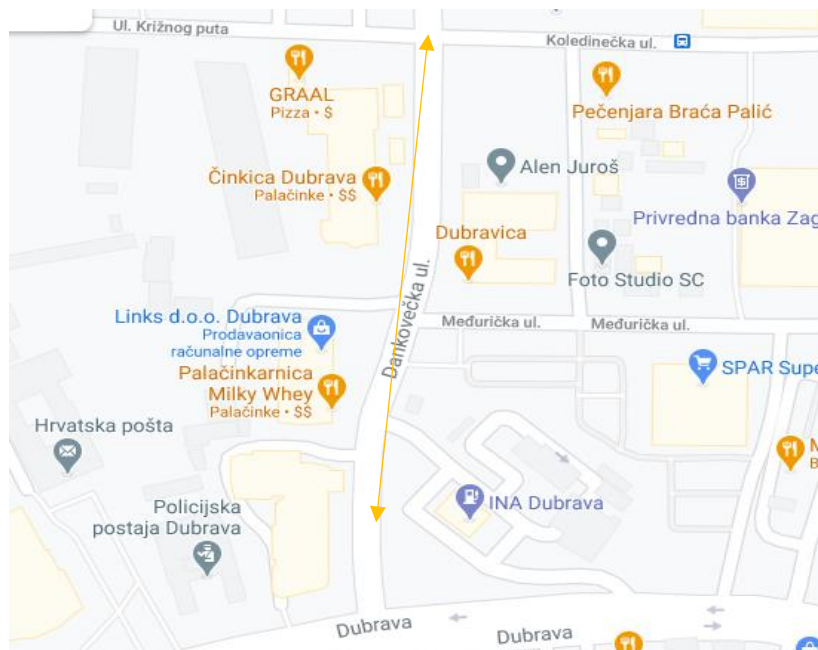 Ul. Križnog puta
Koledinečka ul.
GRAAL
Pizza • $
Pečenjara Braća Palić
Činkica Dubrava
Palačinke • $$
Alen Juroš
Privredna banka Zag
Dubravica
Foto Studio SC
Dankovečka ul.
Links d.o.o. Dubrava
Prodavaonica
računalne opreme
Međurička ul.
Međurička ul.
SPAR Supe
Palačinkarnica
Milky Whey
Palačinke • $$
Hrvatska pošta
M
B
INA Dubrava
Policijska
postaja Dubrava
Dubrava
Dubrava